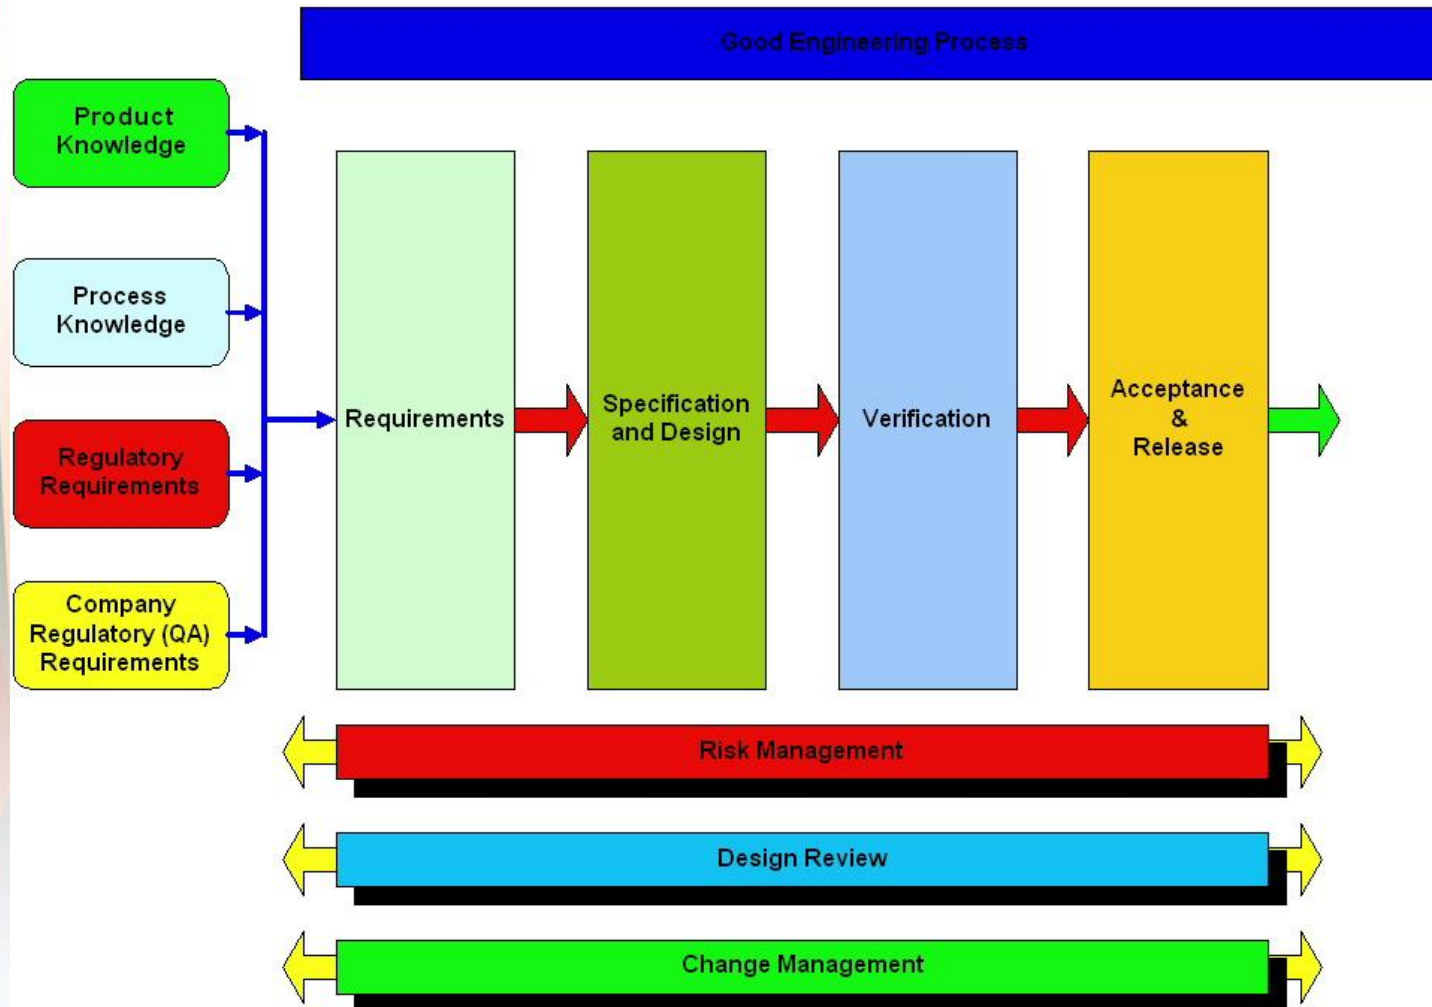 Good Engineering Process
Product
Knowledge
Process
Knowledge
Regulatory
Requirements
Company
Regulatory (QA)
Requirements
Requirements
Specification
and Design
Verification
Acceptance
&
Release
Risk Management
Design Review
Change Management